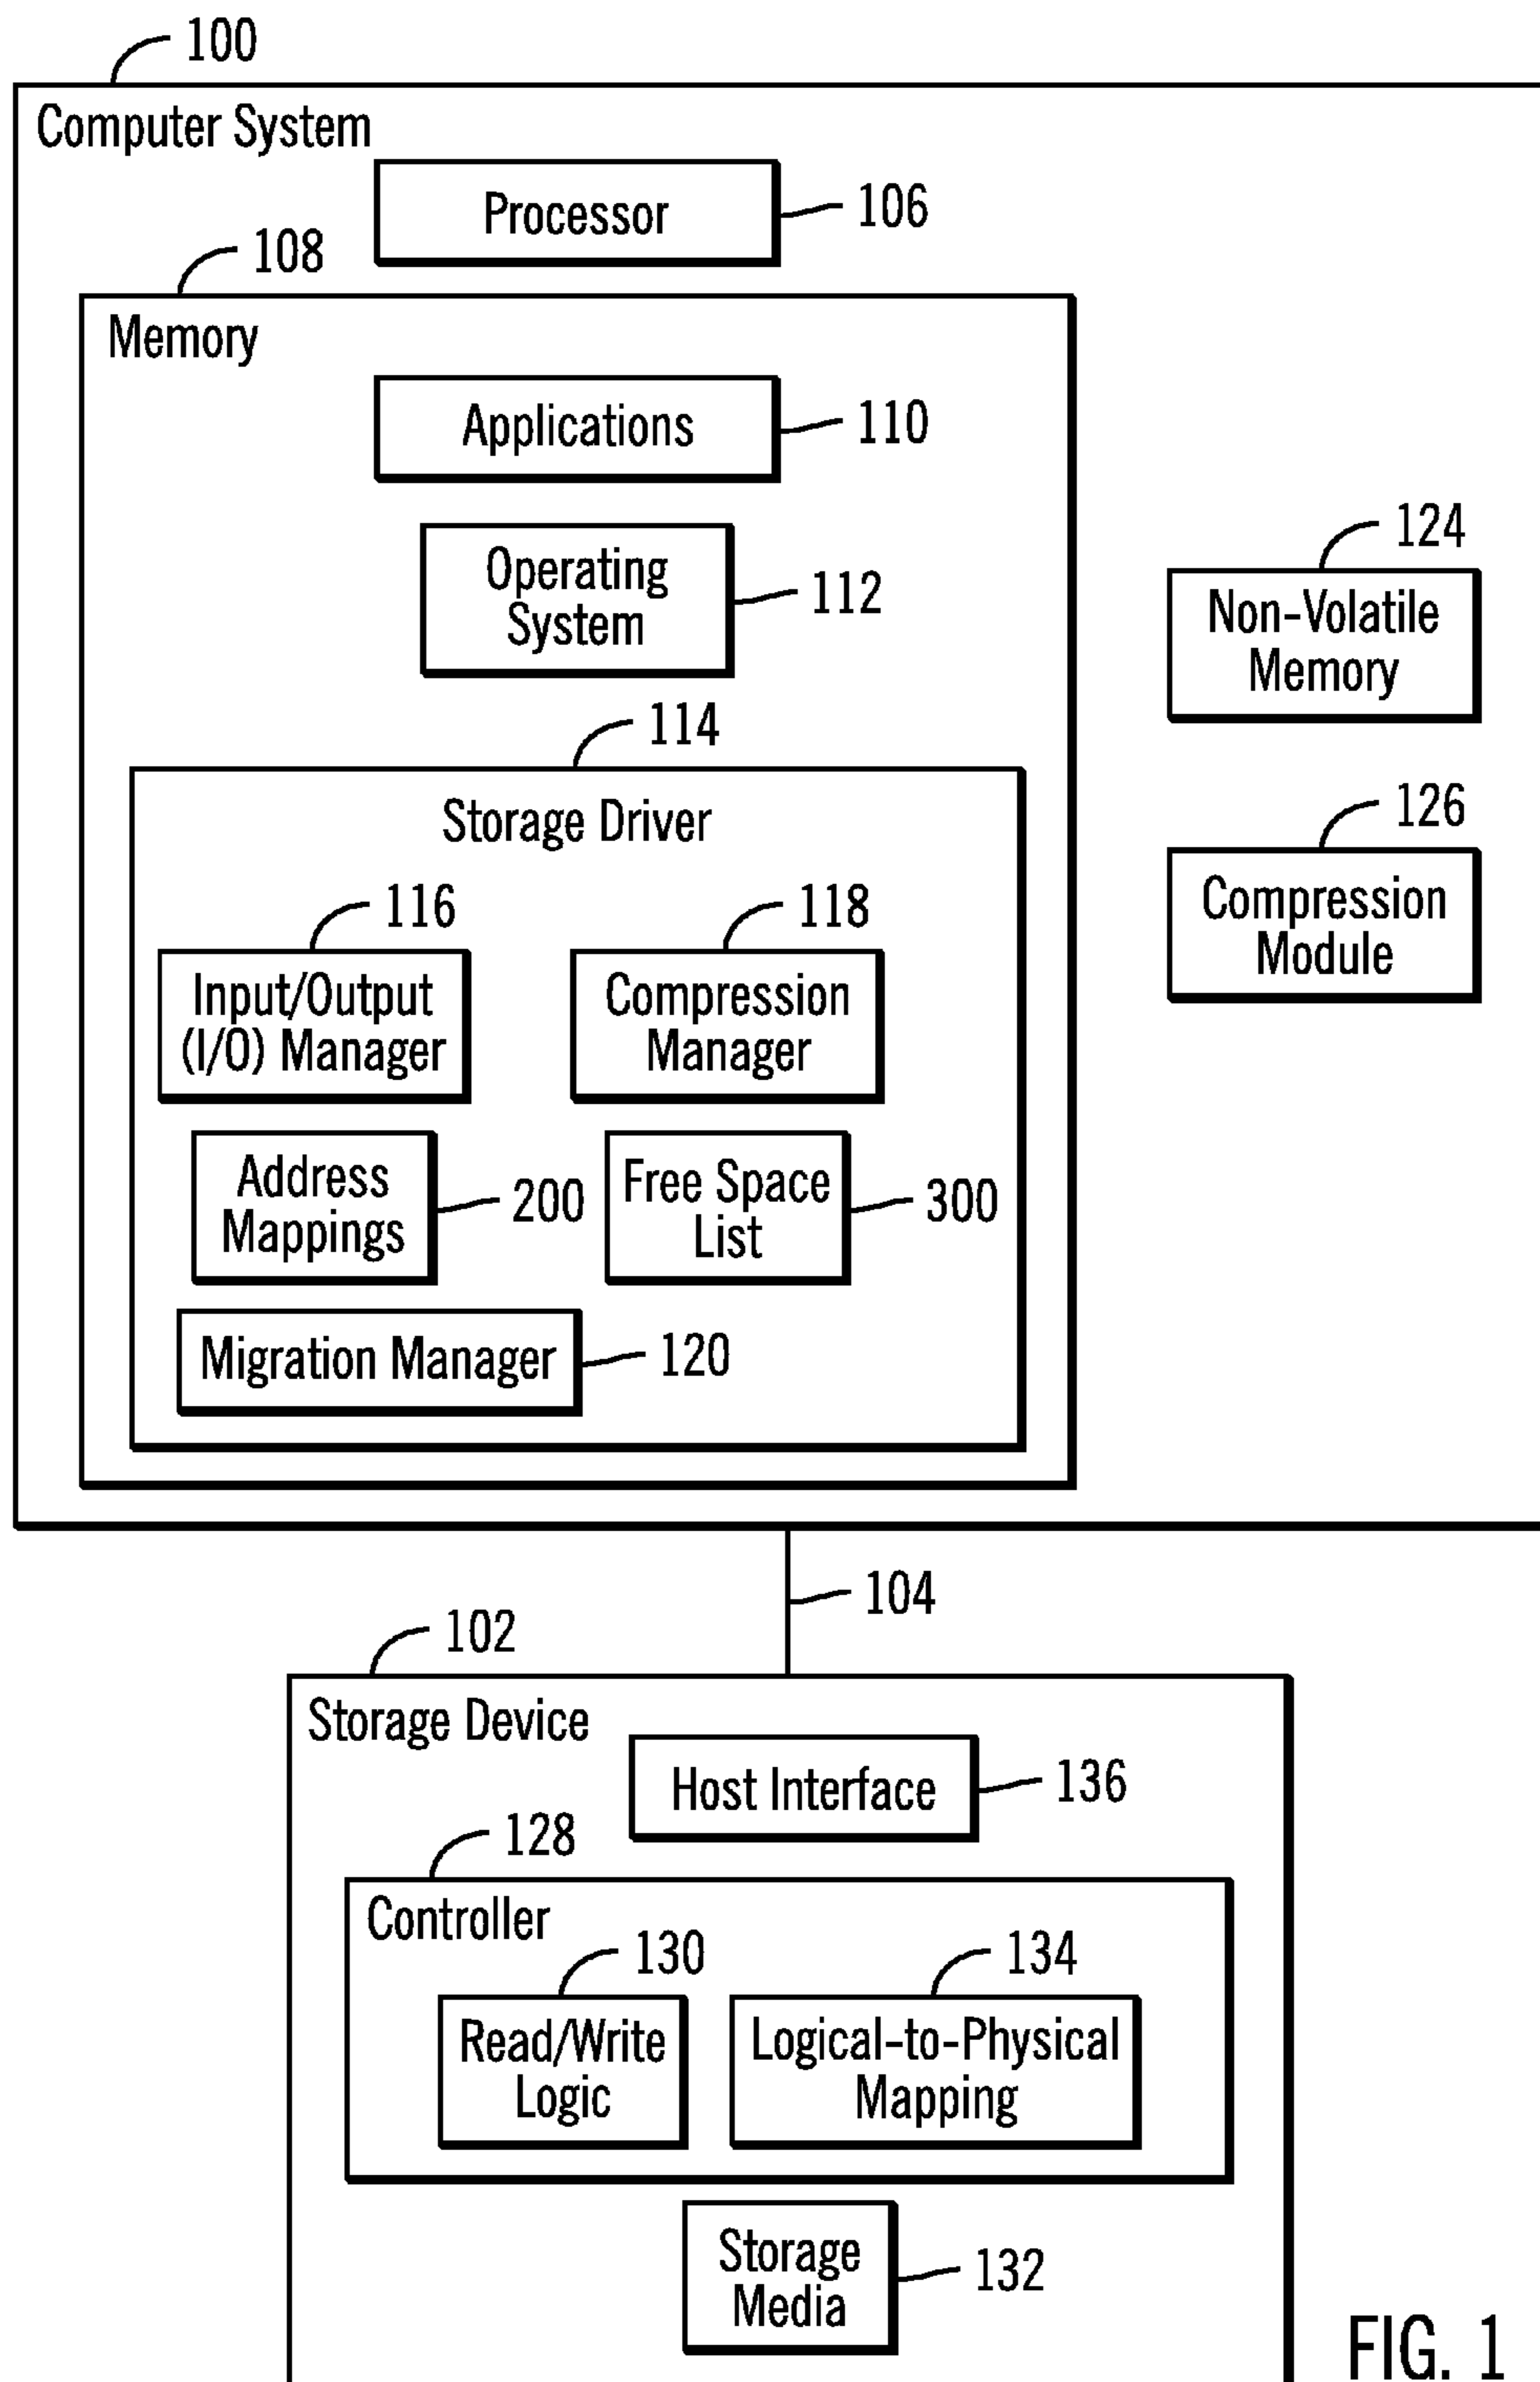 100
Computer System
Processor
106
108
Memory
Applications
110
Operating
System
112
124
Non-Volatile
Memory
114
Storage Driver
126
Compression
Module
116
Input/Output
(I/O) Manager
118
Compression
Manager
Address
Mappings
200
Free Space
List
300
Migration Manager
120
104
102
Storage Device
Host Interface
136
128
Controller
130
Read/Write
Logic
134
Logical-to-Physical
Mapping
Storage
Media
132
FIG. 1